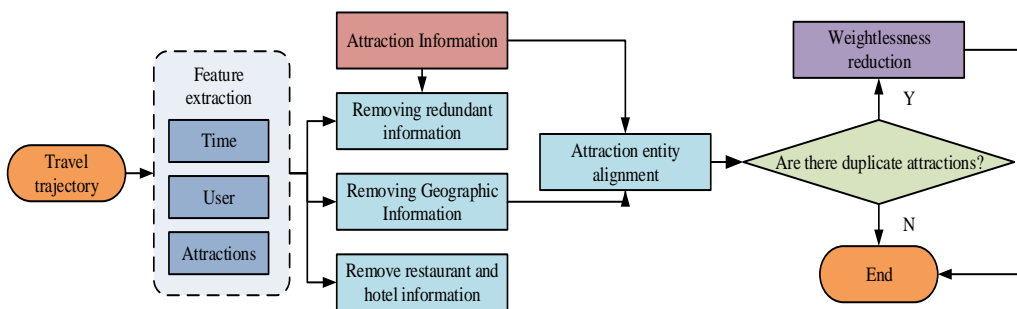 Travel
trajectory
Feature
extraction
Time
User
Attractions
Attraction Information
Removing redundant
information
Removing Geographic
Information
Remove restaurant and
hotel information
Attraction entity
alignment
Weightlessness
reduction
Y
Are there duplicate attractions?
N
End